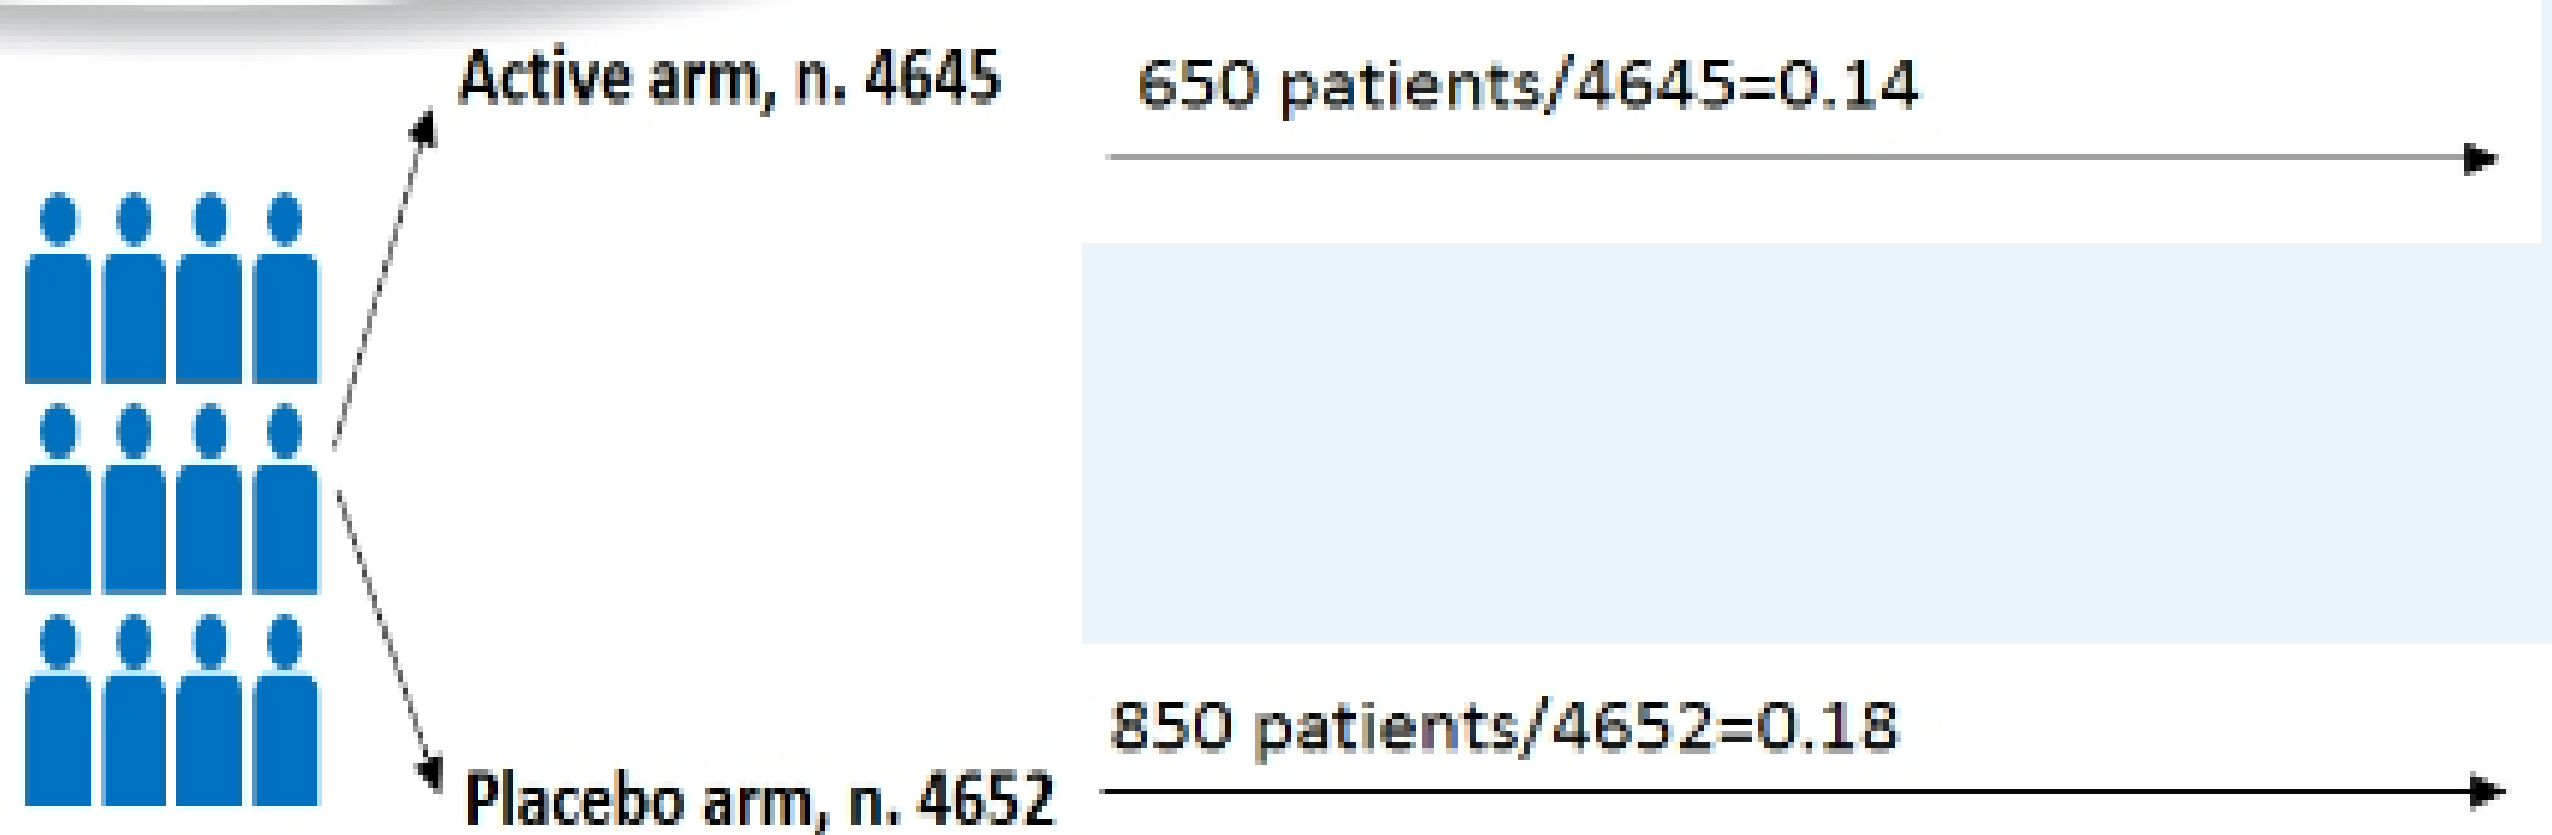 Active arm, n. 4645
650 patients/4645=0.14
850 patients/4652=0.18
Placebo arm, n. 4652